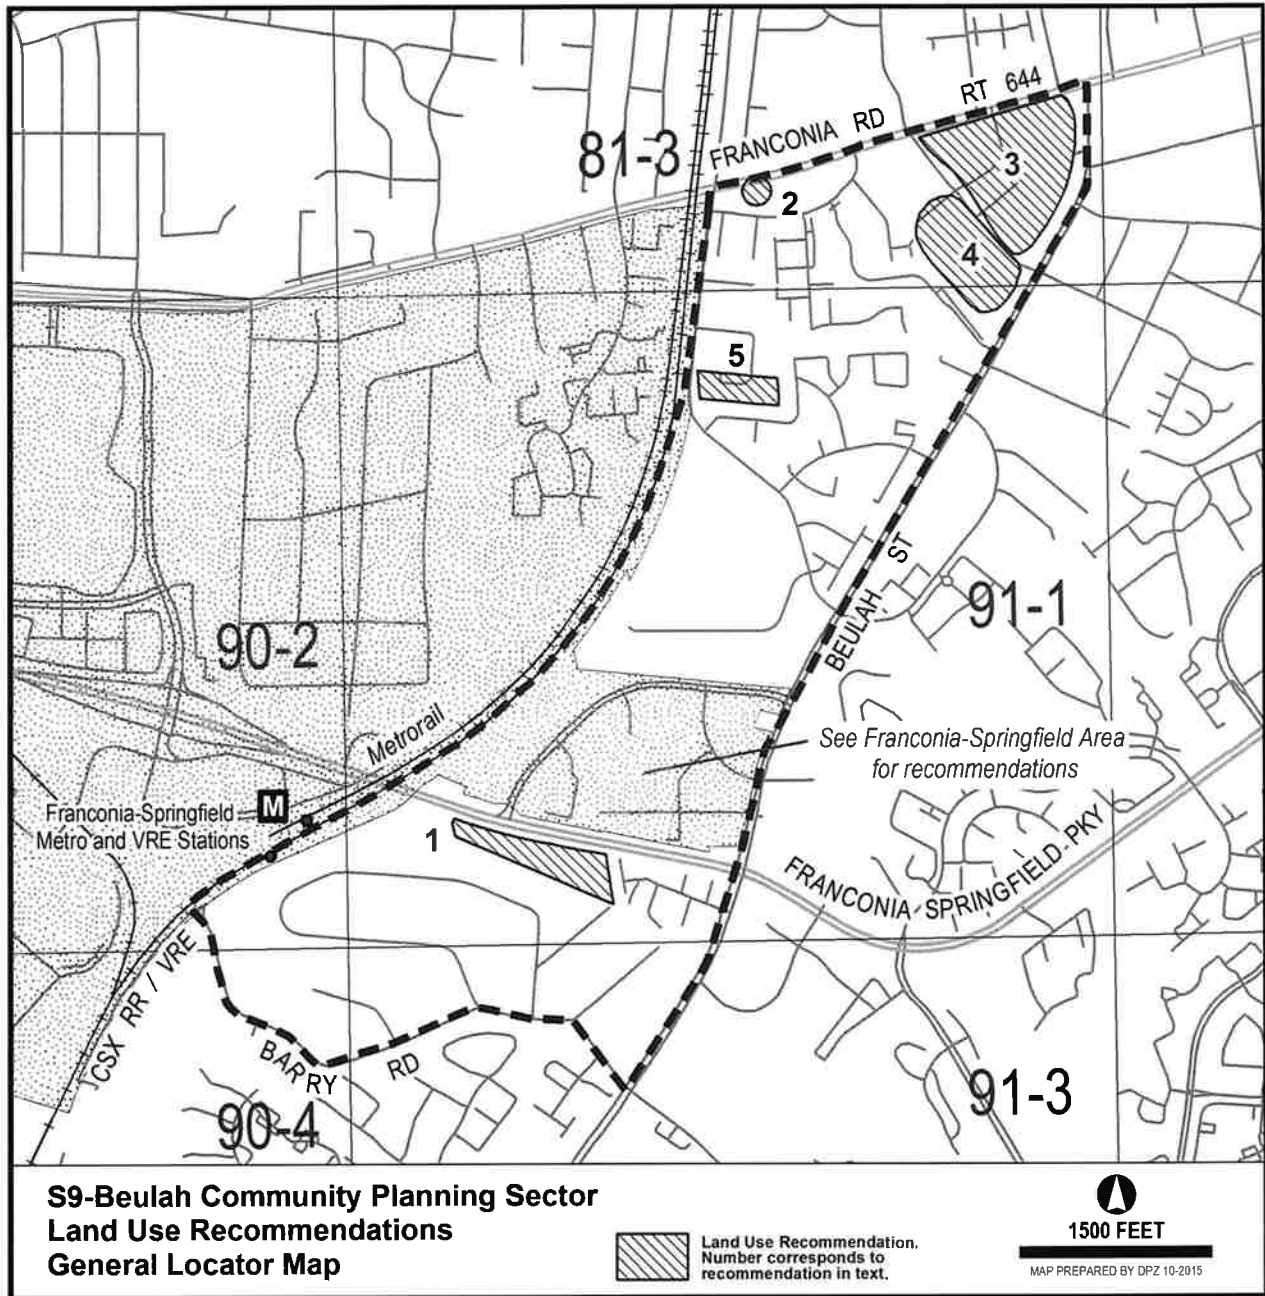 RT 644
FRANCONIA RD
81-3
3
2
4
5
91-1
BEULAH ST
90-2
Metrorail
See Franconia-Springfield Area
for recommendations
M
Franconia-Springfield
Metro and VRE Stations
1
FRANCONIA-SPRINGFIELD-PKY
CSX RR / VRE
BARRY RD
91-3
90-4
S9-Beulah Community Planning Sector
Land Use Recommendations
General Locator Map
Land Use Recommendation.
Number corresponds to
recommendation in text.
1500 FEET
MAP PREPARED BY DPZ 10-2015